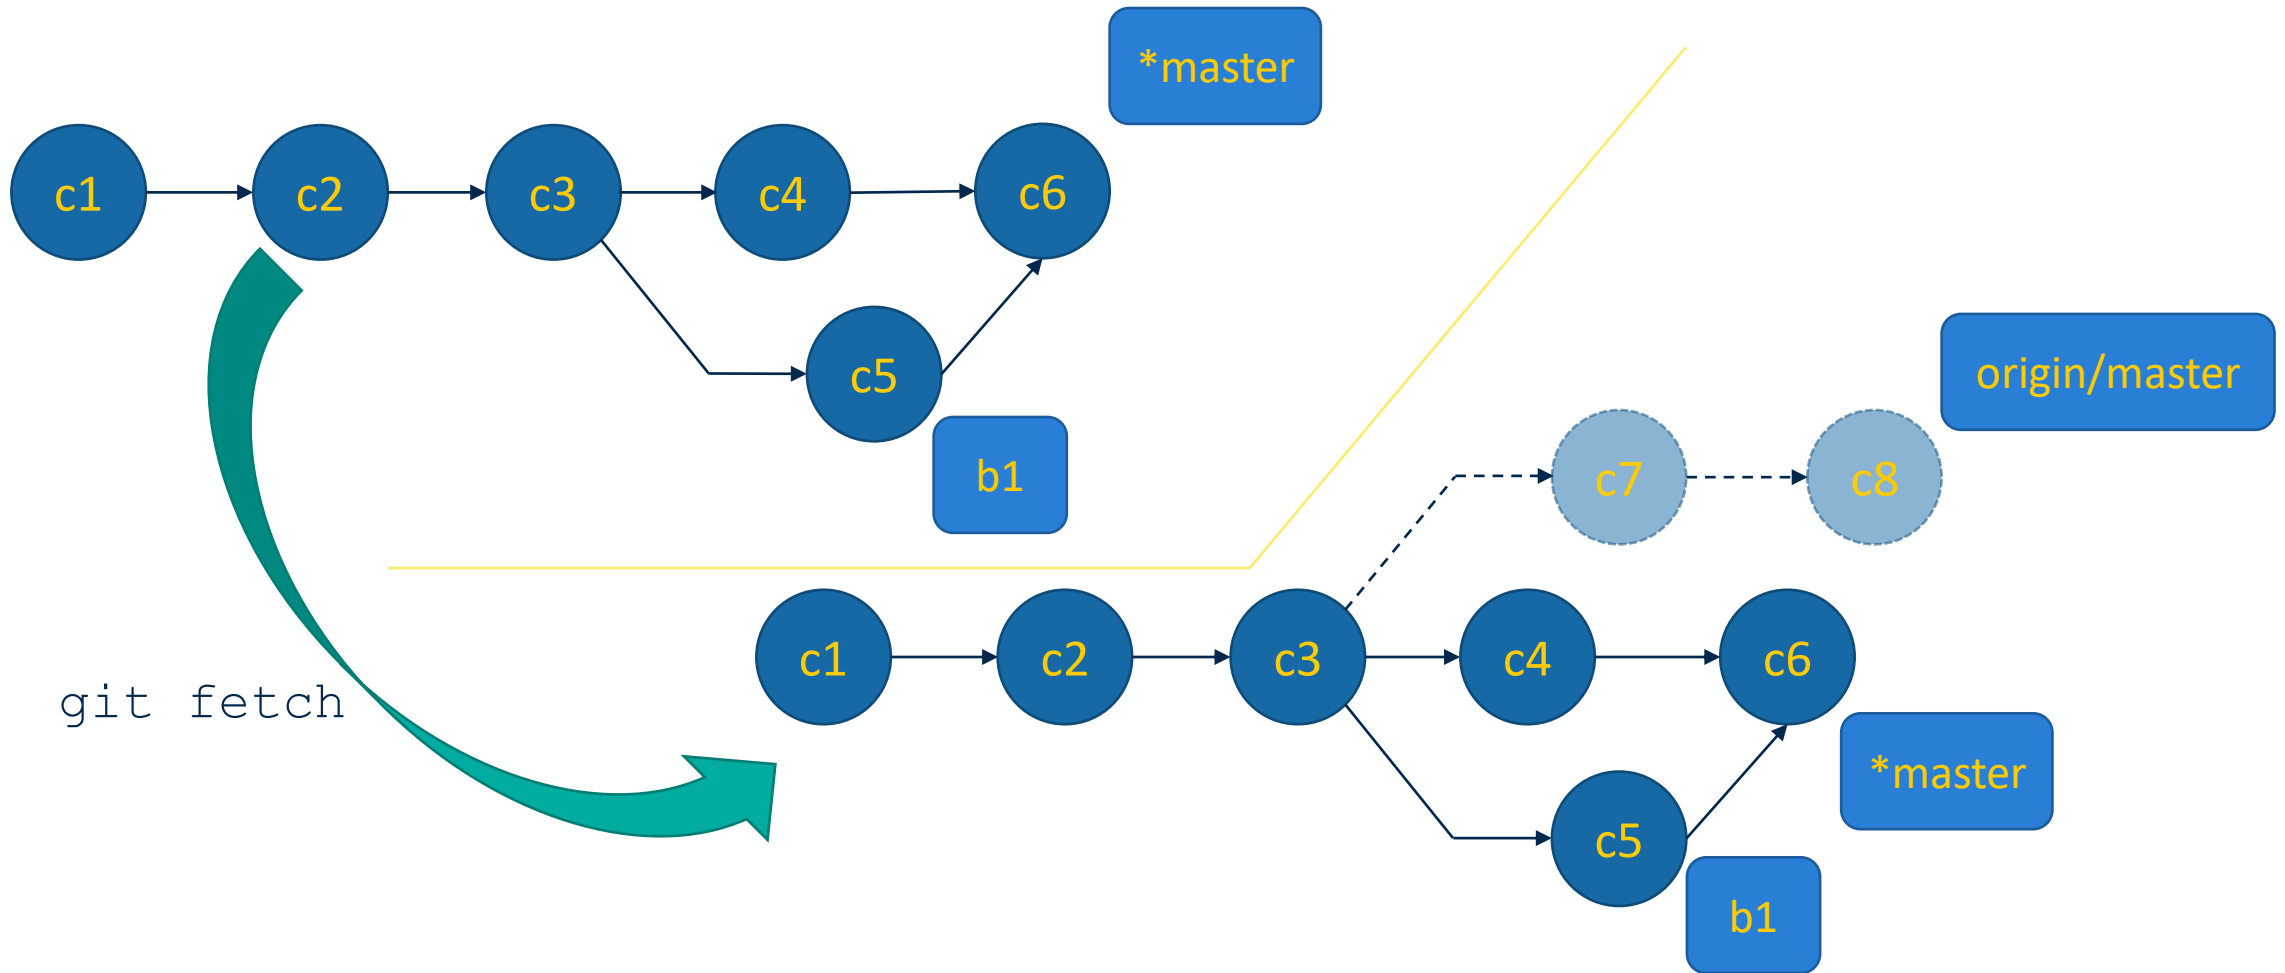 *master
c1
c2
c3
c4
c6
c5
b1
origin/master
c7
c8
c1
c2
c3
c4
c6
git fetch
*master
c5
b1